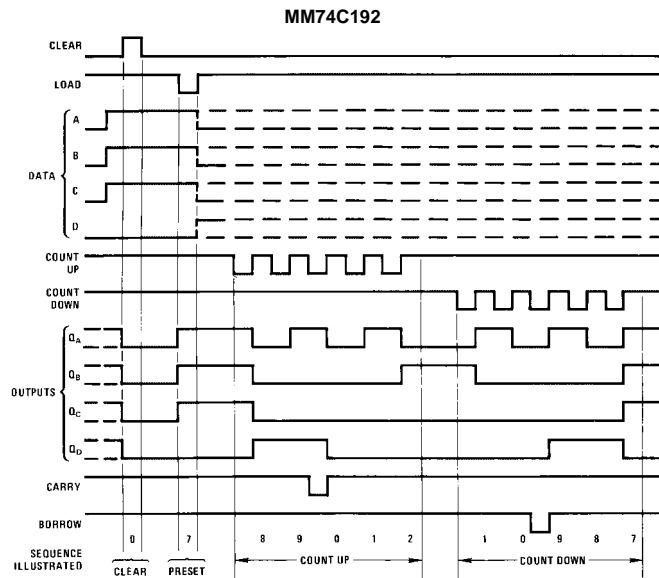 MM74C192
CLEAR
LOAD
A
B
DATA
C
D
COUNT
UP
COUNT
DOWN
QA
QB
OUTPUTS
QC
QD
CARRY
BORROW
0 7 8 9 0 1 2 1 0 9 8 7
SEQUENCE
ILLUSTRATED
CLEAR PRESET COUNT UP COUNT DOWN